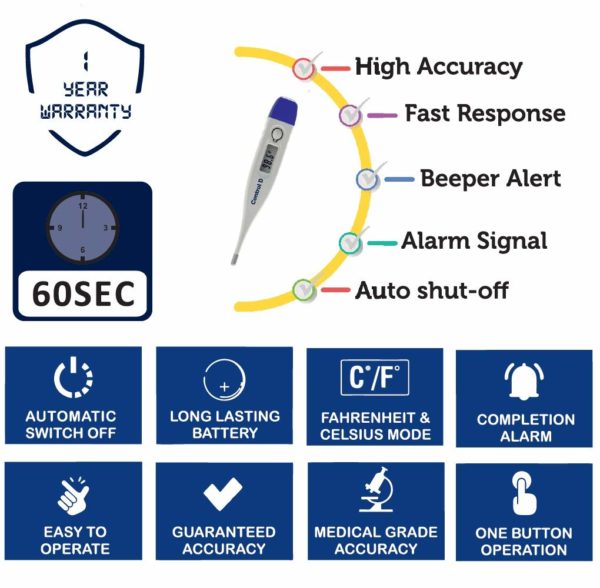 1
YEAR
WARRANTY
High Accuracy
Fast Response
Beeper Alert
Alarm Signal
Auto shut-off
Control D
12
9
3
6
60SEC
AUTOMATIC
SWITCH OFF
LONG LASTING
BATTERY
C°/F°
FAHRENHEIT &
CELSIUS MODE
COMPLETION
ALARM
EASY TO
OPERATE
GUARANTEED
ACCURACY
MEDICAL GRADE
ACCURACY
ONE BUTTON
OPERATION